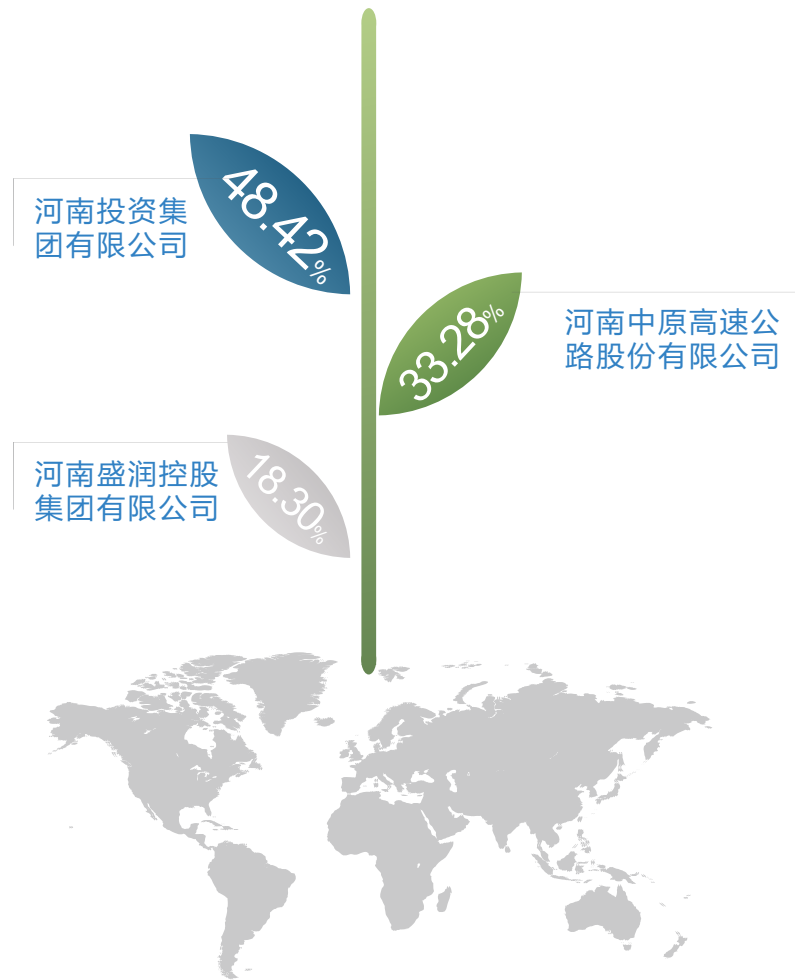 48.42%
河南投资集
团有限公司
33.28%
河南中原高速公
路股份有限公司
18.30%
河南盛润控股
集团有限公司